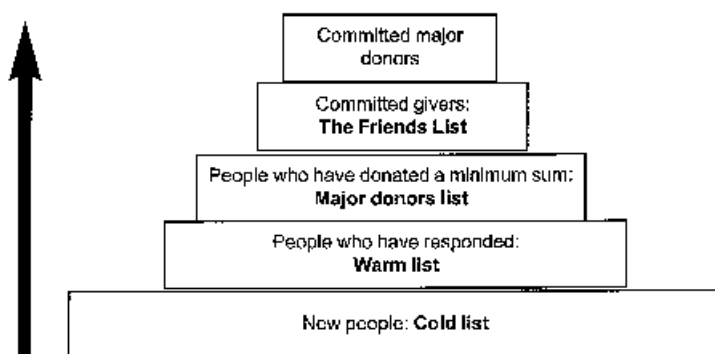 Committed major
donors
Committed givers:
The Friends List
People who have donated a minimum sum:
Major donors list
People who have responded:
Warm list
New people: Cold list